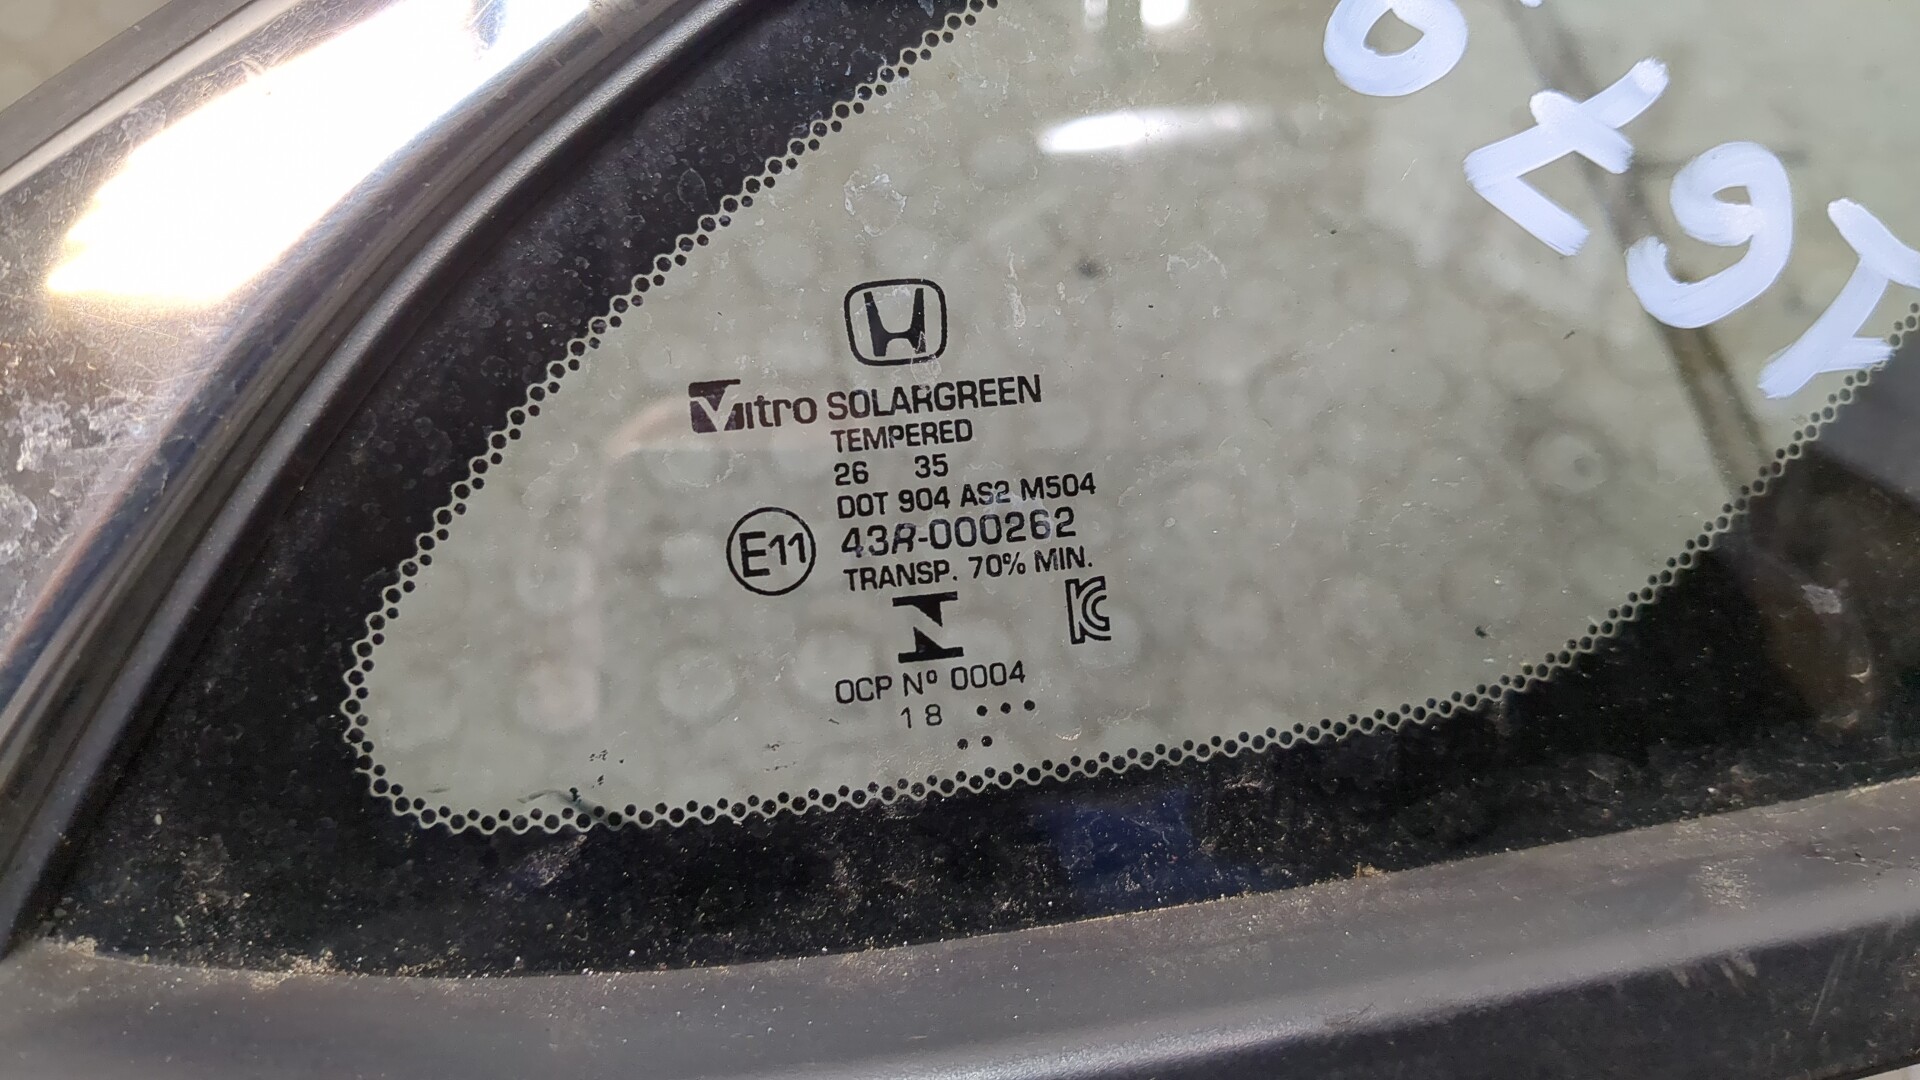 Vitro SOLARGREEN
TEMPERED
26 35
DOT 904 AS2 M504
E11 43R-000262
TRANSP. 70% MIN.
OCP Nº 0004
18